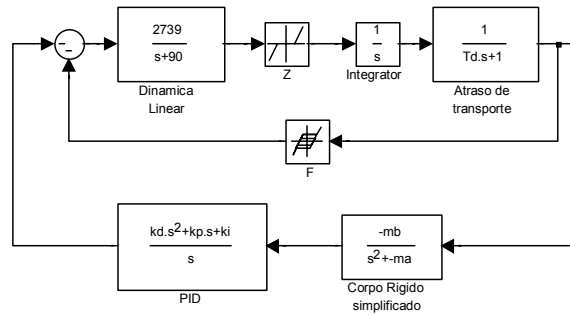 2739
s+90
Dinamica
Linear
Z
1
s
Integrator
1
Td.s+1
Atraso de
transporte
F
kd.s²+kp.s+ki
s
PID
-mb
s²+-ma
Corpo Rigido
simplificado